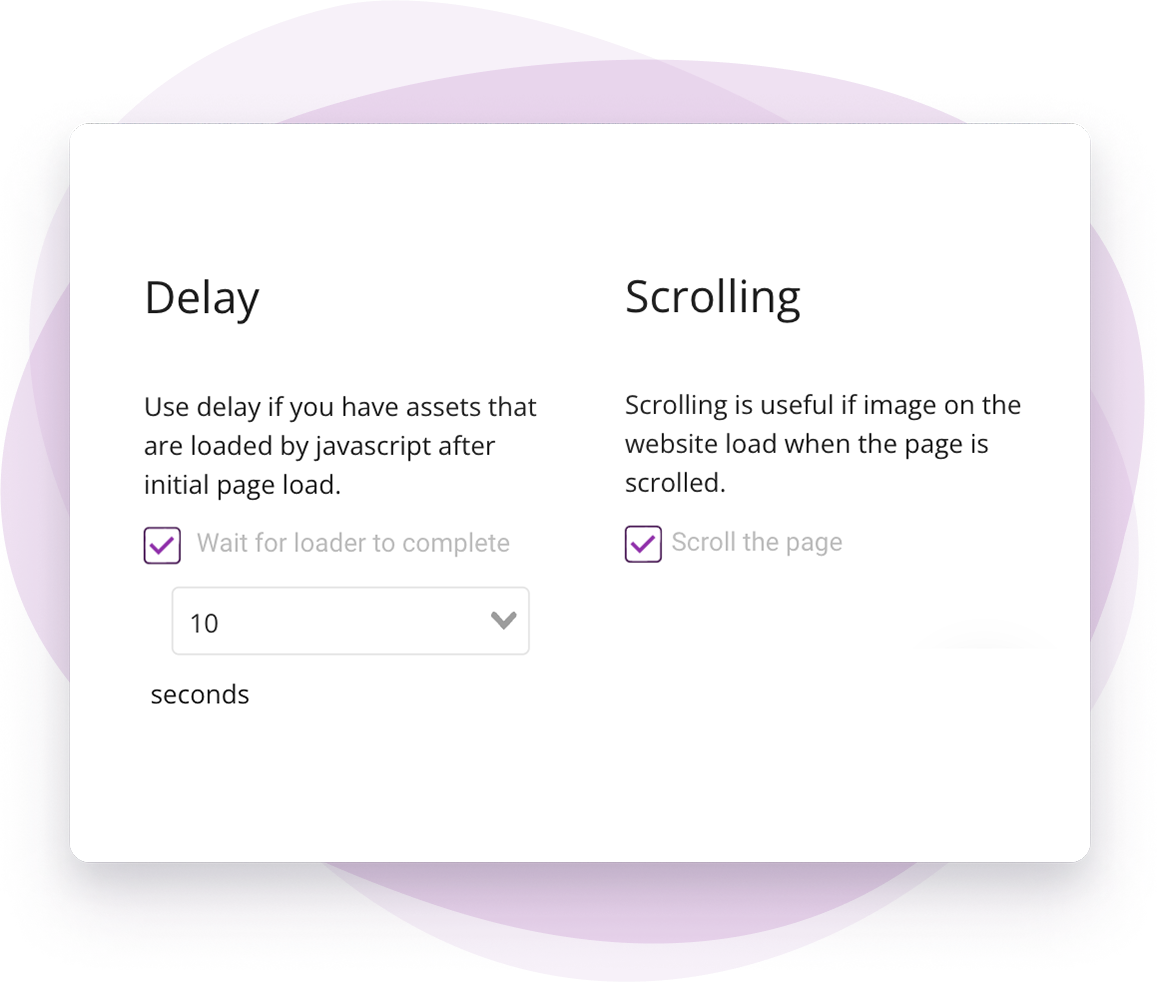 Delay
Use delay if you have assets that
are loaded by javascript after
initial page load.
Wait for loader to complete
10
seconds
Scrolling
Scrolling is useful if image on the
website load when the page is
scrolled.
Scroll the page